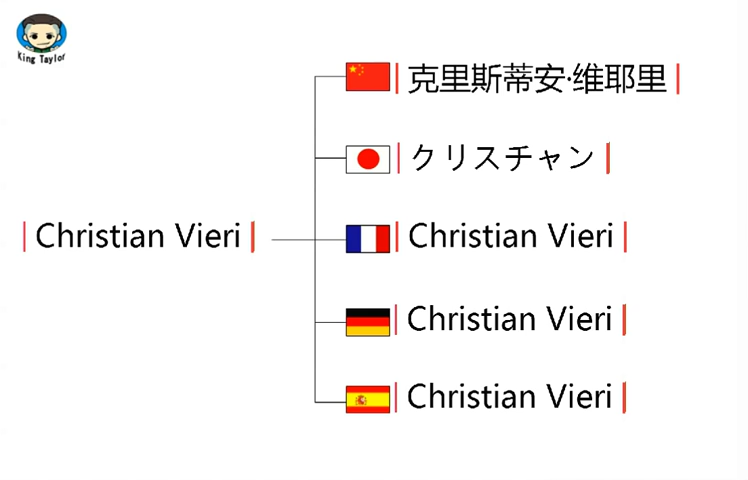 King Taylor
克里斯蒂安·维耶里
クリスチャン
Christian Vieri
Christian Vieri
Christian Vieri
Christian Vieri